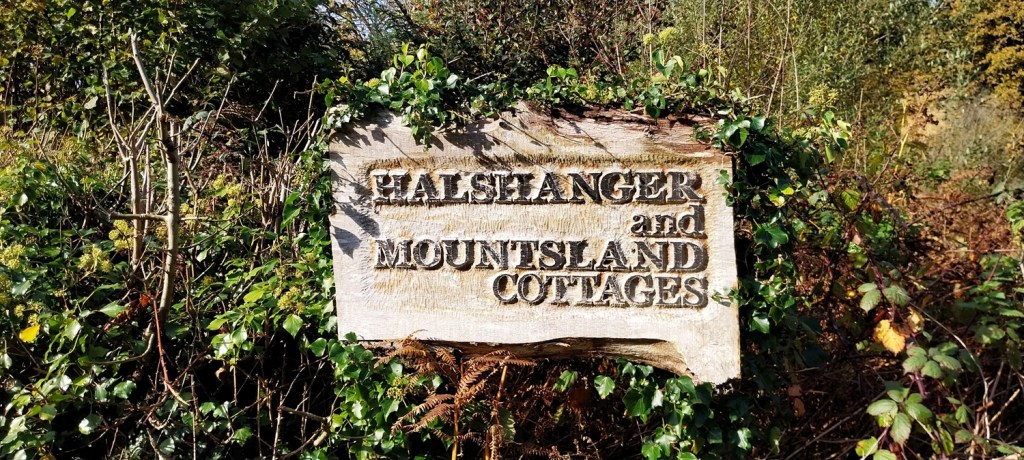 HALSHANGER
and
MOUNTSLAND
COTTAGES